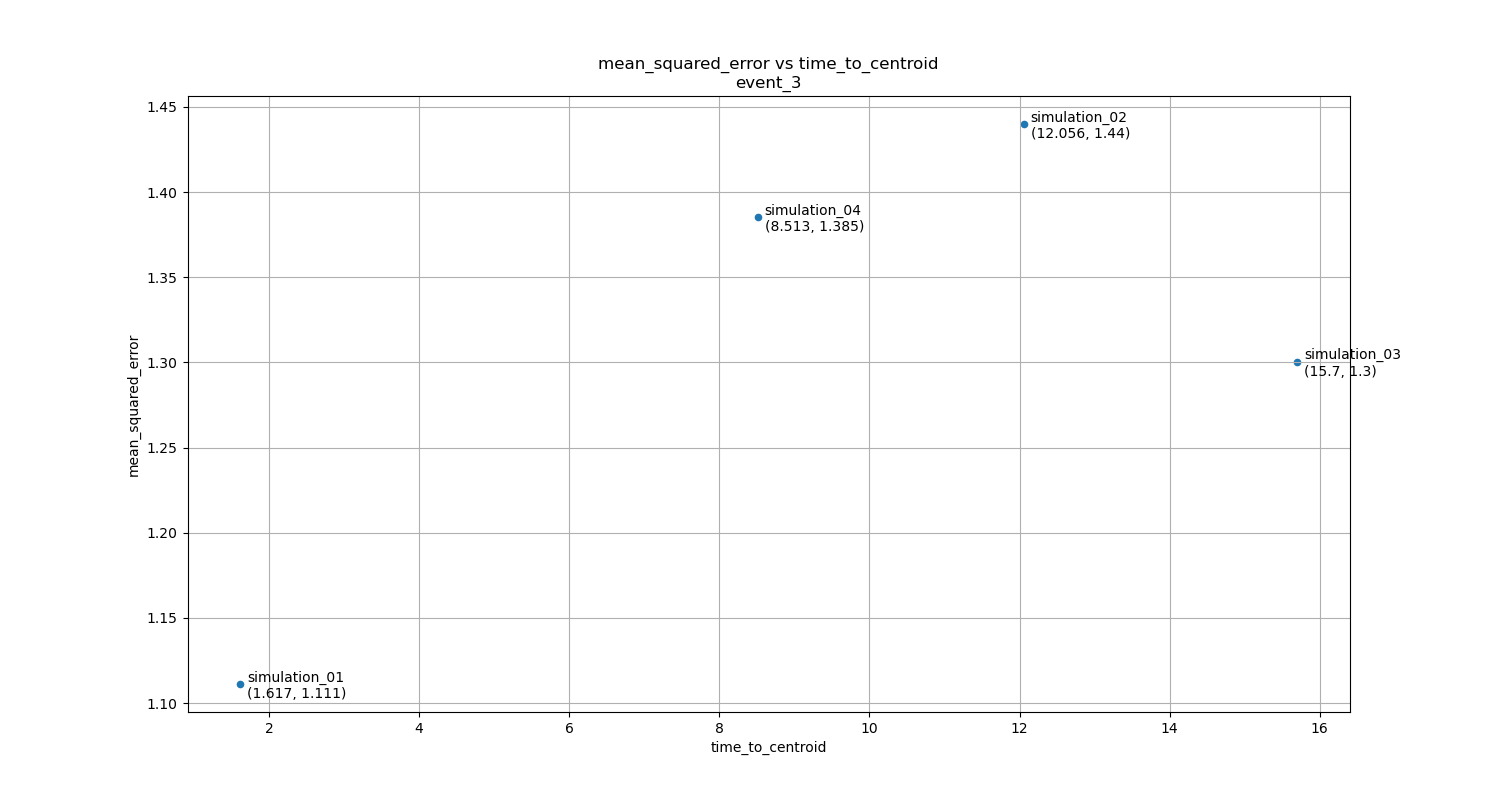 mean_squared_error vs time_to_centroid
event_3
1.45
1.40
1.35
1.30
1.25
1.20
1.15
1.10
mean_squared_error
simulation_02
(12.056, 1.44)
simulation_04
(8.513, 1.385)
simulation_03
(15.7, 1.3)
simulation_01
(1.617, 1.111)
2 4 6 8 10 12 14 16
time_to_centroid